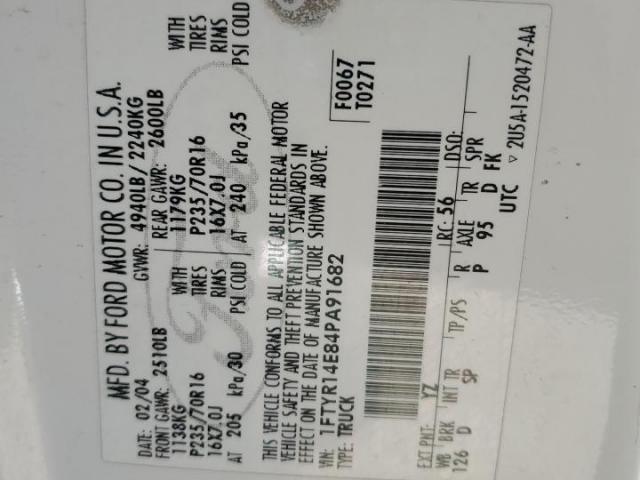 MFD. BY FORD MOTOR CO. IN U.S.A.
DATE: 02/04 GVWR: 4940LB/2240KG
FRONT GAWR: 2510LB REAR GAWR: 2600LB
1138KG WITH 1179KG WITH
P235/70R16 TIRES P235/70R16 TIRES
16X7.0J RIMS 16X7.0J RIMS
AT 205 kPa/30 PSI COLD AT 240 kPa/35 PSI COLD
THIS VEHICLE CONFORMS TO ALL APPLICABLE FEDERAL MOTOR
VEHICLE SAFETY AND THEFT PREVENTION STANDARDS IN
EFFECT ON THE DATE OF MANUFACTURE SHOWN ABOVE.
VIN: 1FTYR14E84PA91682 F0067
TYPE: TRUCK T0271
EXT PNT: YZ RC: 56 DSO:
WB BRK INT TR TP/PS R AXLE TR SPR
126 D SP P 95 D FK
UTC ▽ 2U5A-1520472-AA